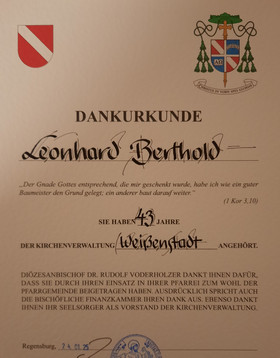 DANKURKUNDE
Leonhard Berthold
„Der Gnade Gottes entsprechend, die mir geschenkt wurde, habe ich wie ein guter
Baumeister den Grund gelegt, ein anderer baut darauf weiter.“
(1 Kor 3,10)
SIE HABEN 43 JAHRE
DER KIRCHENVERWALTUNG Weißenstadt ANGEHÖRT.
DIÖZESANBISCHOF DR. RUDOLF VODERHOLZER DANKT IHNEN DAFÜR,
DASS SIE DURCH IHREN EINSATZ IN IHRER PFARREI ZUM WOHL DER
PFARRGEMEINDE BEIGETRAGEN HABEN. AUSDRÜCKLICH SPRICHT AUCH
DIE BISCHÖFLICHE FINANZKAMMER IHREN DANK AUS. EBENSO DANKT
IHNEN IHR SEELSORGER ALS VORSTAND DER KIRCHENVERWALTUNG.
Regensburg,